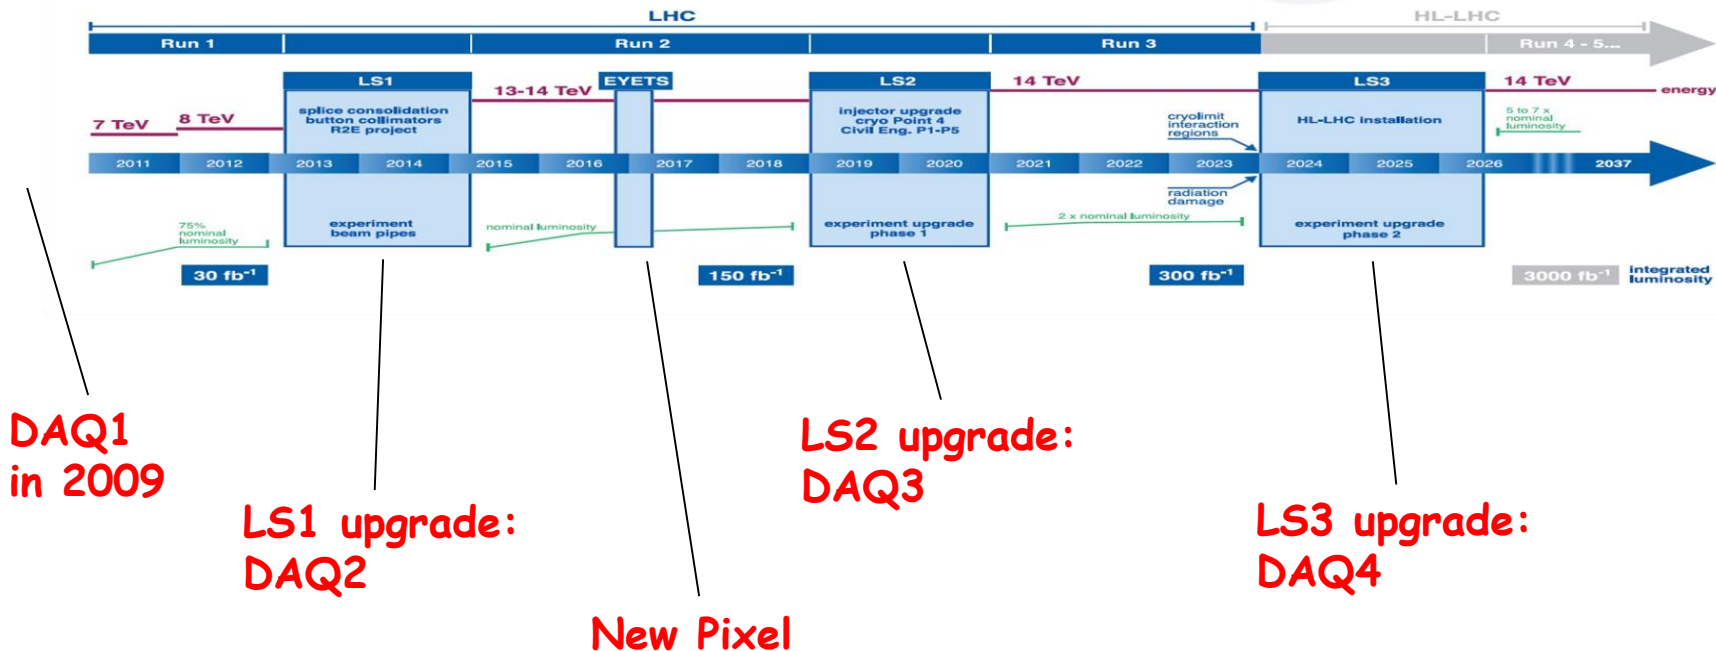 LHC
HL-LHC
Run 1
Run 2
Run 3
Run 4 - 5...
LS1
EYETS
LS2
14 TeV
LS3
14 TeV
13-14 TeV
energy
splice consolidation
button collimators
R2E project
injector upgrade
cryo Point 4
Civil Eng. P1-P5
cryolimit
interaction
regions
HL-LHC installation
5 to 7 x
nominal
luminosity
7 TeV
8 TeV
2011
2012
2013
2014
2015
2016
2017
2018
2019
2020
2021
2022
2023
2024
2025
2026
2037
radiation
damage
75%
nominal
luminosity
experiment
beam pipes
nominal luminosity
experiment upgrade
phase 1
2 x nominal luminosity
experiment upgrade
phase 2
30 fb⁻¹
150 fb⁻¹
300 fb⁻¹
3000 fb⁻¹
integrated
luminosity
DAQ1
in 2009
LS1 upgrade:
DAQ2
New Pixel
LS2 upgrade:
DAQ3
LS3 upgrade:
DAQ4